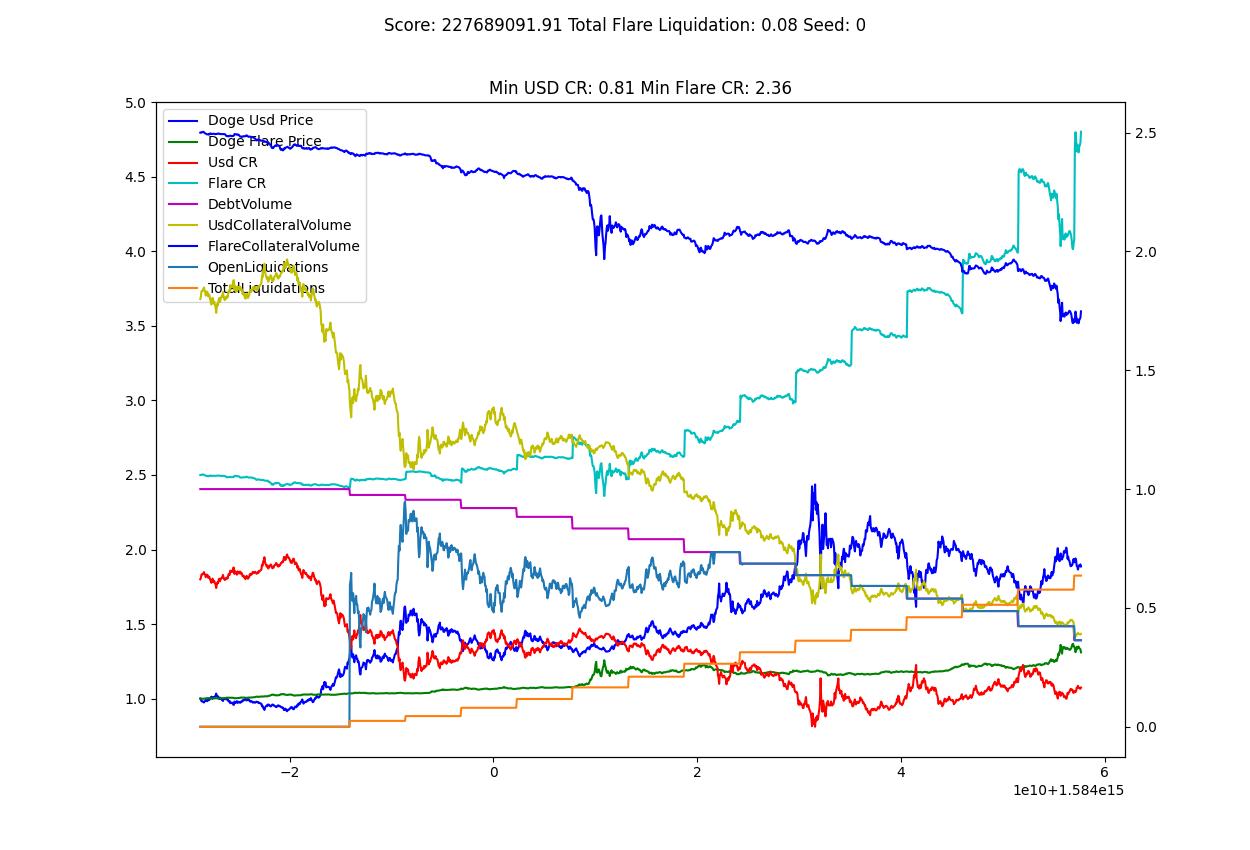 Score: 227689091.91 Total Flare Liquidation: 0.08 Seed: 0
Min USD CR: 0.81 Min Flare CR: 2.36
5.0
4.5
4.0
3.5
3.0
2.5
2.0
1.5
1.0
Doge Usd Price
Doge Flare Price
Usd CR
Flare CR
DebtVolume
UsdCollateralVolume
FlareCollateralVolume
OpenLiquidations
TotalLiquidations
2.5
2.0
1.5
1.0
0.5
0.0
−2 0 2 4 6
1e10+1.584e15